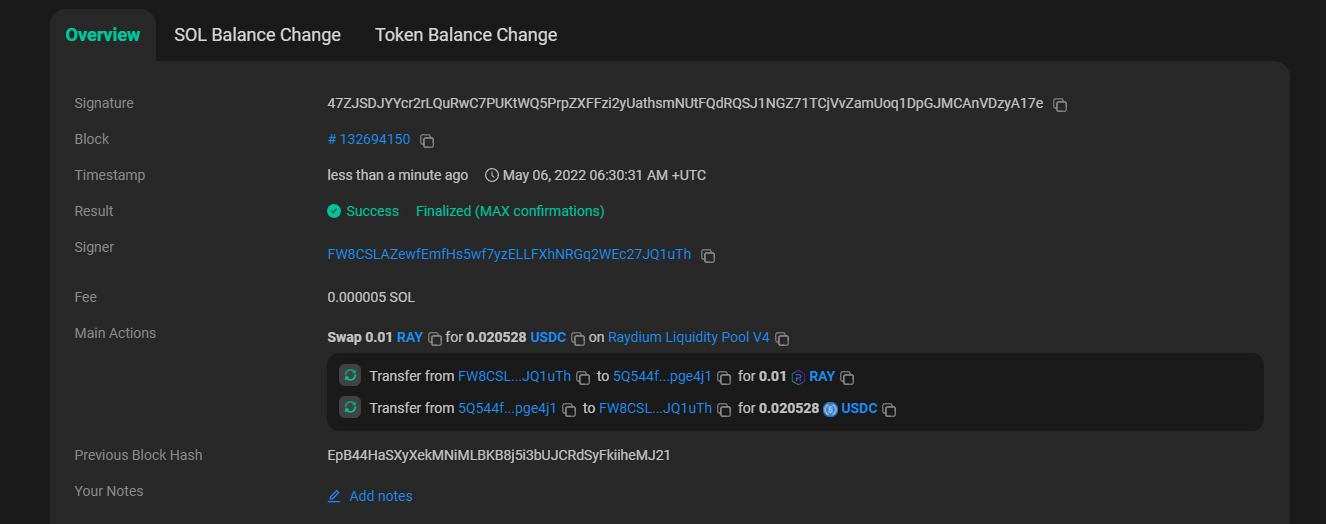 Overview SOL Balance Change Token Balance Change
Signature 47ZJSDJYYcr2rLQuRwC7PUKtWQ5PrpZXFFzi2yUathsmNUtFQdRQSJ1NGZ71TCjVvZamUoq1DpGJMCAnVDzyA17e
Block # 132694150
Timestamp less than a minute ago May 06, 2022 06:30:31 AM +UTC
Result Success Finalized (MAX confirmations)
Signer FW8CSLAZewfEmfHs5wf7yzELLFXhNRGq2WEc27JQ1uTh
Fee 0.000005 SOL
Main Actions Swap 0.01 RAY for 0.020528 USDC on Raydium Liquidity Pool V4
Transfer from FW8CSL...JQ1uTh to 5Q544f...pge4j1 for 0.01 RAY
Transfer from 5Q544f...pge4j1 to FW8CSL...JQ1uTh for 0.020528 USDC
Previous Block Hash EpB44HaSXyXekMNiMLBKB8j5i3bUJCRdSyFkiiheMJ21
Your Notes Add notes